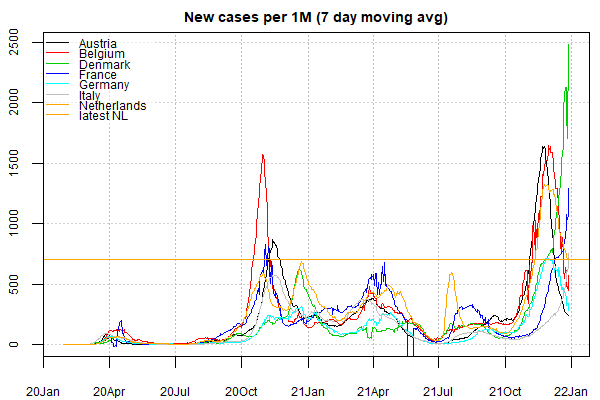 New cases per 1M (7 day moving avg)
2500
2000
1500
1000
500
0
Austria
Belgium
Denmark
France
Germany
Italy
Netherlands
latest NL
20Jan 20Apr 20Jul 20Oct 21Jan 21Apr 21Jul 21Oct 22Jan